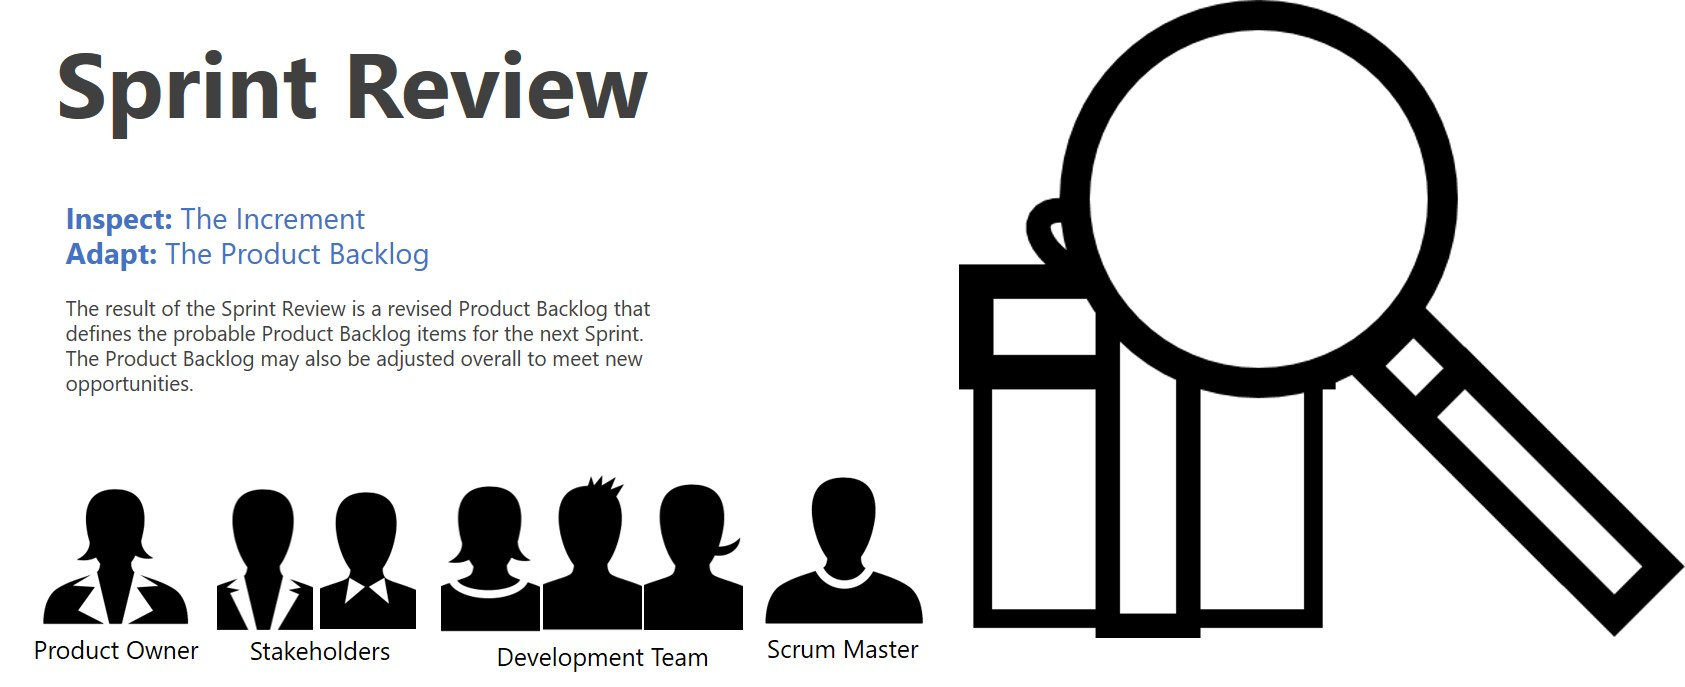 Sprint Review
Inspect: The Increment
Adapt: The Product Backlog
The result of the Sprint Review is a revised Product Backlog that
defines the probable Product Backlog items for the next Sprint.
The Product Backlog may also be adjusted overall to meet new
opportunities.
Product Owner
Stakeholders
Development Team
Scrum Master